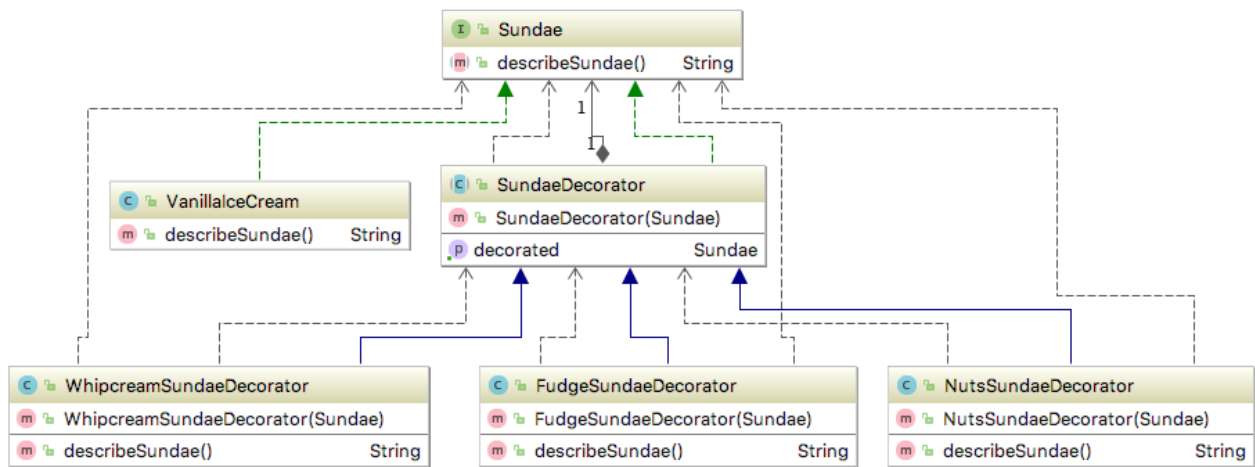 I Sundae
m describeSundae() String
1
1
C SundaeDecorator
m SundaeDecorator(Sundae)
p decorated Sundae
C VanillaIceCream
m describeSundae() String
C WhipcreamSundaeDecorator
m WhipcreamSundaeDecorator(Sundae)
m describeSundae() String
C FudgeSundaeDecorator
m FudgeSundaeDecorator(Sundae)
m describeSundae() String
C NutsSundaeDecorator
m NutsSundaeDecorator(Sundae)
m describeSundae() String